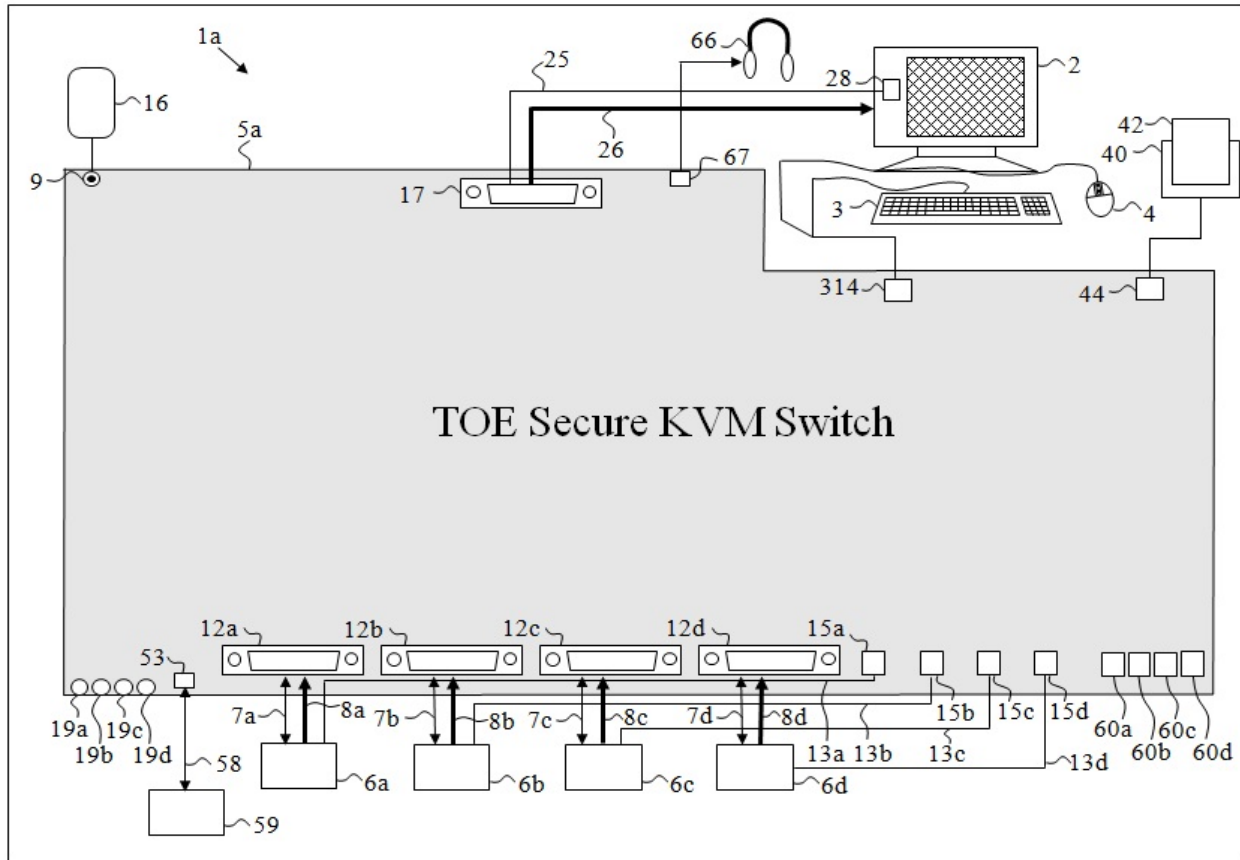 1a
66
25
28
2
16
42
40
5a
26
9
17
67
3
4
314
44
TOE Secure KVM Switch
12a
12b
12c
12d
15a
53
19a
19b
19c
19d
7a
8a
7b
8b
7c
8c
7d
8d
15b
15c
15d
60a
60b
60c
60d
58
13a
13b
13c
13d
6a
6b
6c
6d
59